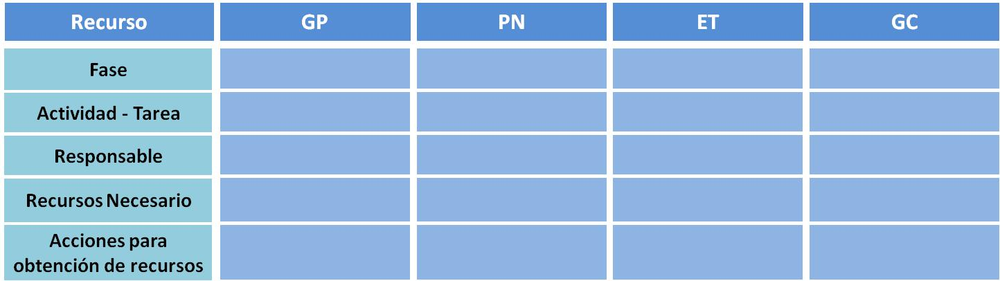 Recurso GP PN ET GC
Fase
Actividad - Tarea
Responsable
Recursos Necesario
Acciones para
obtención de recursos